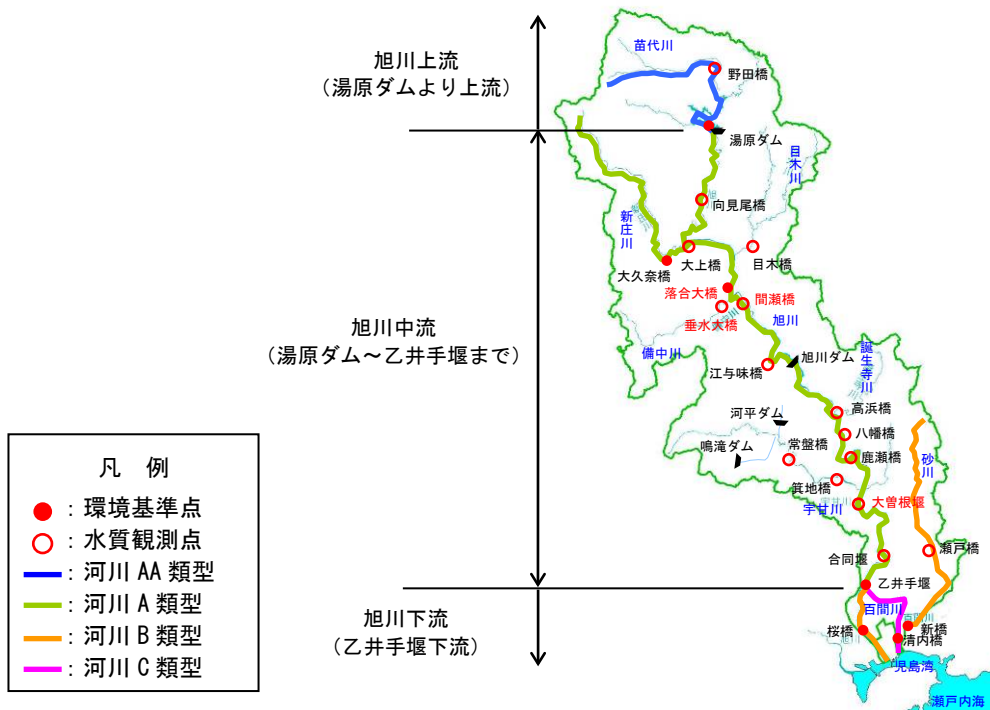 旭川上流
(湯原ダムより上流)
旭川中流
(湯原ダム〜乙井手堰まで)
旭川下流
(乙井手堰下流)
凡 例
: 環境基準点
: 水質観測点
: 河川 AA 類型
: 河川 A 類型
: 河川 B 類型
: 河川 C 類型
苗代川
野田橋
湯原ダム
目木川
向見尾橋
新庄川
大上橋
目木橋
大久奈橋
落合大橋
間瀬橋
垂水大橋
旭川
備中川
江与味橋
旭川ダム
誕生寺川
高浜橋
河平ダム
八幡橋
鳴滝ダム
常盤橋
鹿瀬橋
砂川
箕地橋
大曽根堰
宇甘川
合同堰
瀬戸橋
乙井手堰
百間川
百間川
桜橋
新橋
清内橋
旭川
児島湾
瀬戸内海